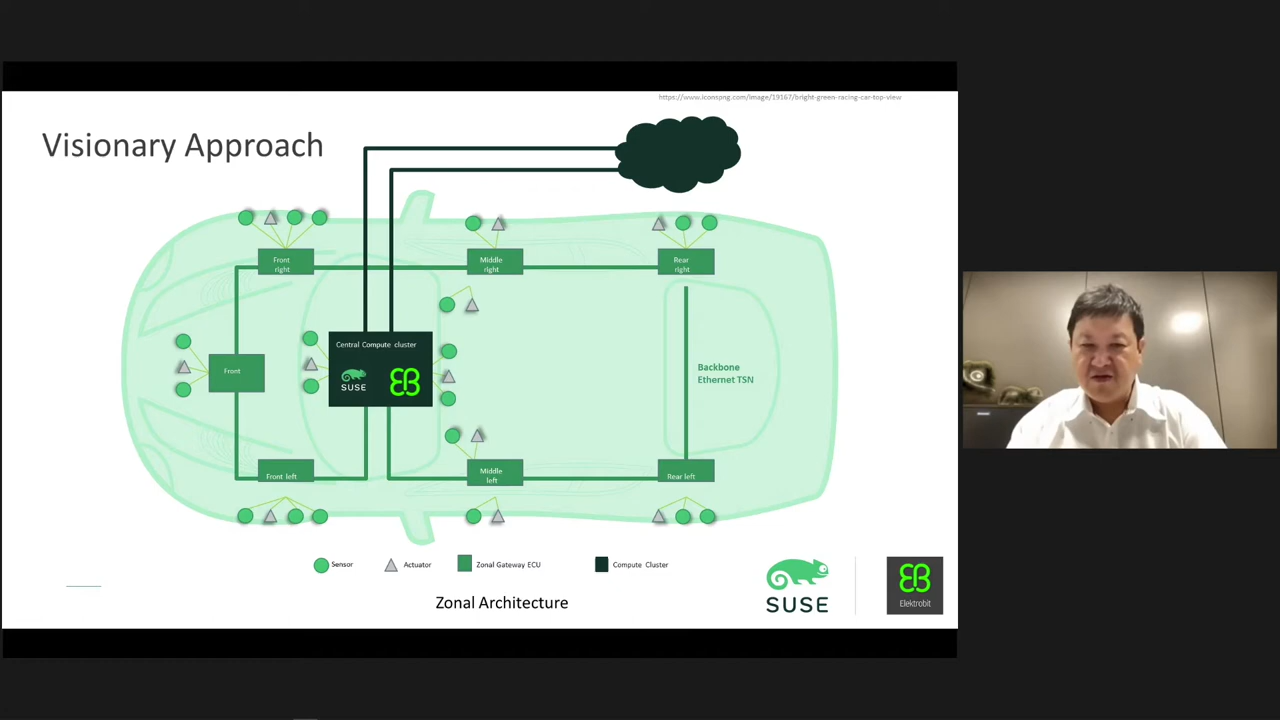 https://www.iconspng.com/image/19167/bright-green-racing-car-top-view
Visionary Approach
Front
right
Middle
right
Rear
right
Central Compute cluster
SUSE
EB
Front
Backbone
Ethernet TSN
Front left
Middle
left
Rear left
Sensor
Actuator
Zonal Gateway ECU
Compute Cluster
Zonal Architecture
SUSE
EB
Elektrobit